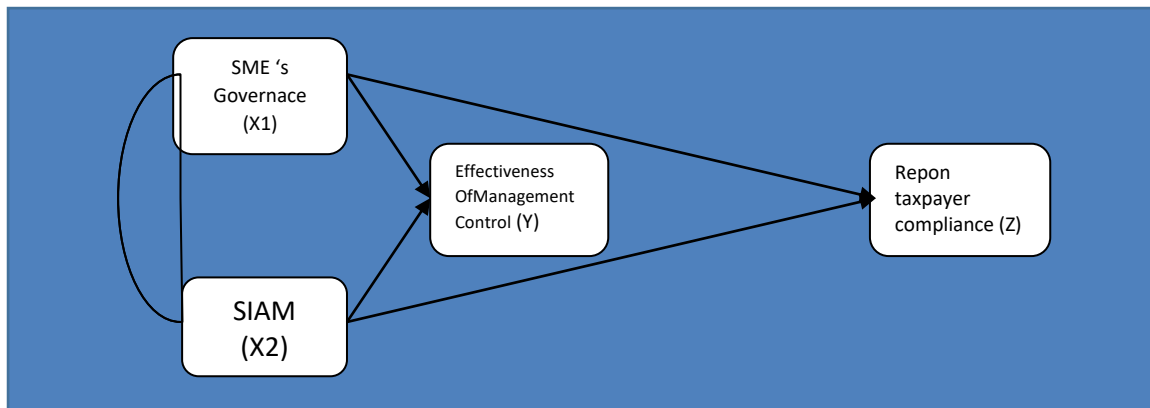 SME ‘s
Governace
(X1)
Effectiveness
OfManagement
Control (Y)
Repon
taxpayer
compliance (Z)
SIAM
(X2)